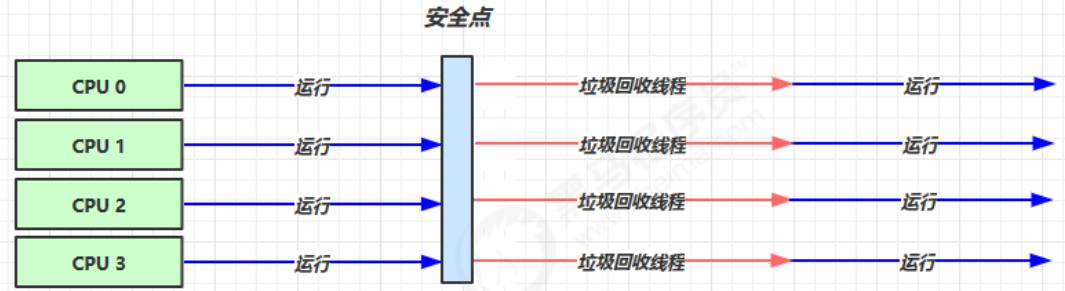 安全点
CPU 0 运行 垃圾回收线程 运行
CPU 1 运行 垃圾回收线程 运行
CPU 2 运行 垃圾回收线程 运行
CPU 3 运行 垃圾回收线程 运行